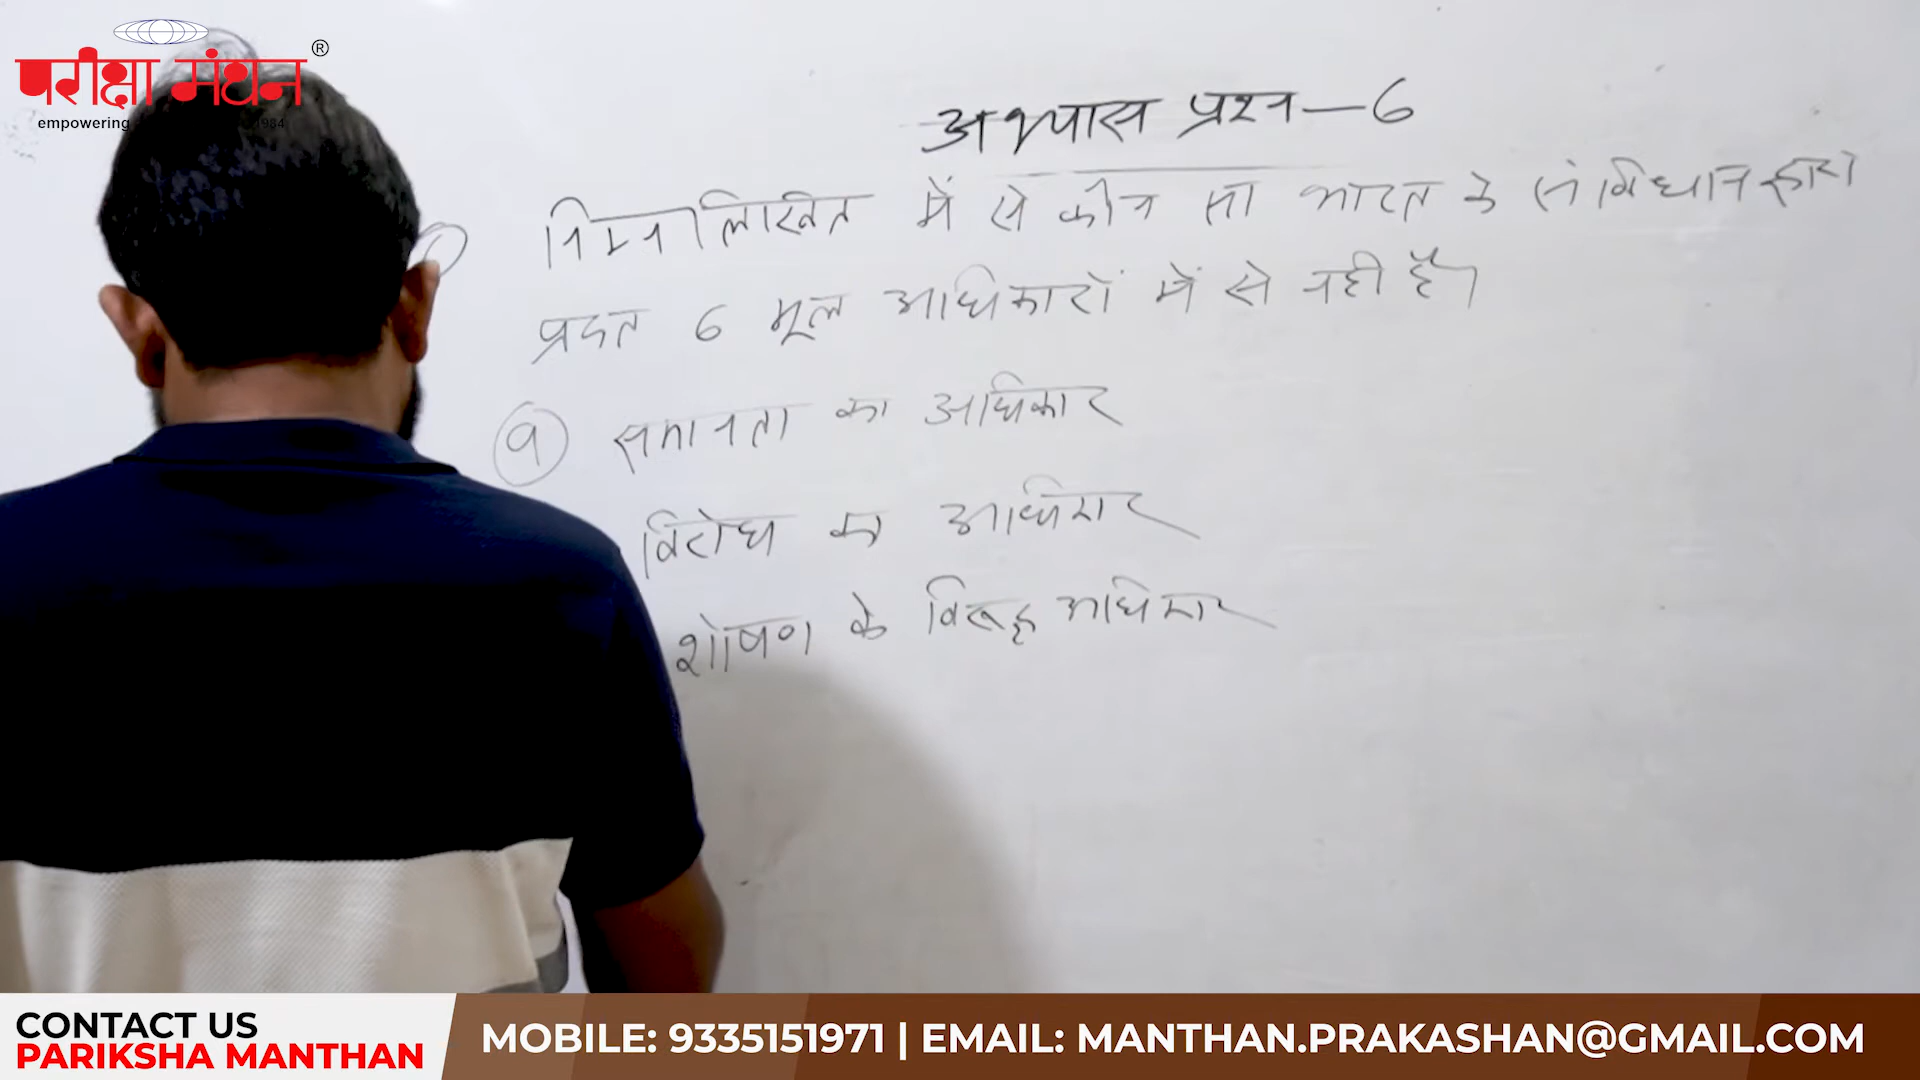 परीक्षा मंथन ®
empowering 1984
अभ्यास प्रश्न—6
निम्नलिखित में से कौन सा भारत के संविधान द्वारा
प्रदत 6 मूल अधिकारों में से नही है।
a समानता का अधिकार
विरोध का अधिकार
शोषण के विरूद्ध अधिकार
CONTACT US
PARIKSHA MANTHAN
MOBILE: 9335151971 | EMAIL: MANTHAN.PRAKASHAN@GMAIL.COM